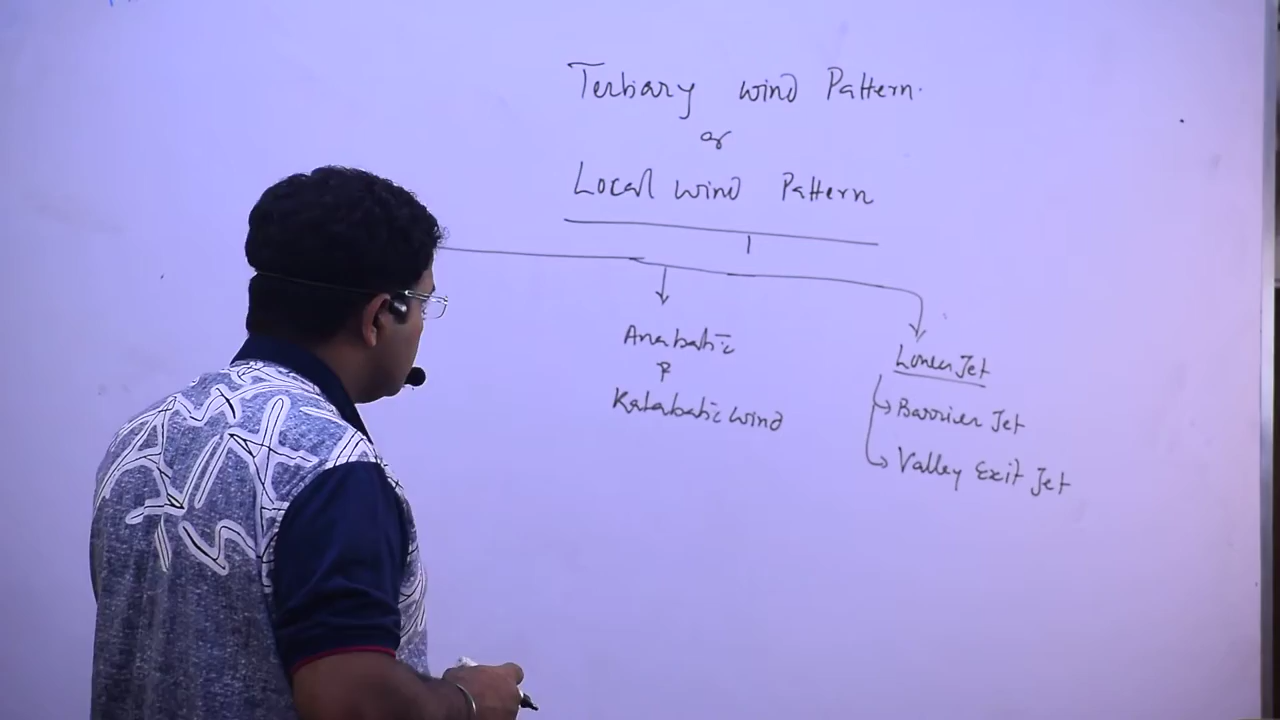 Tertiary wind Pattern.
or
Local wind Pattern
Anabatic
&
Katabatic wind
Lower Jet
Barrier Jet
Valley Exit Jet